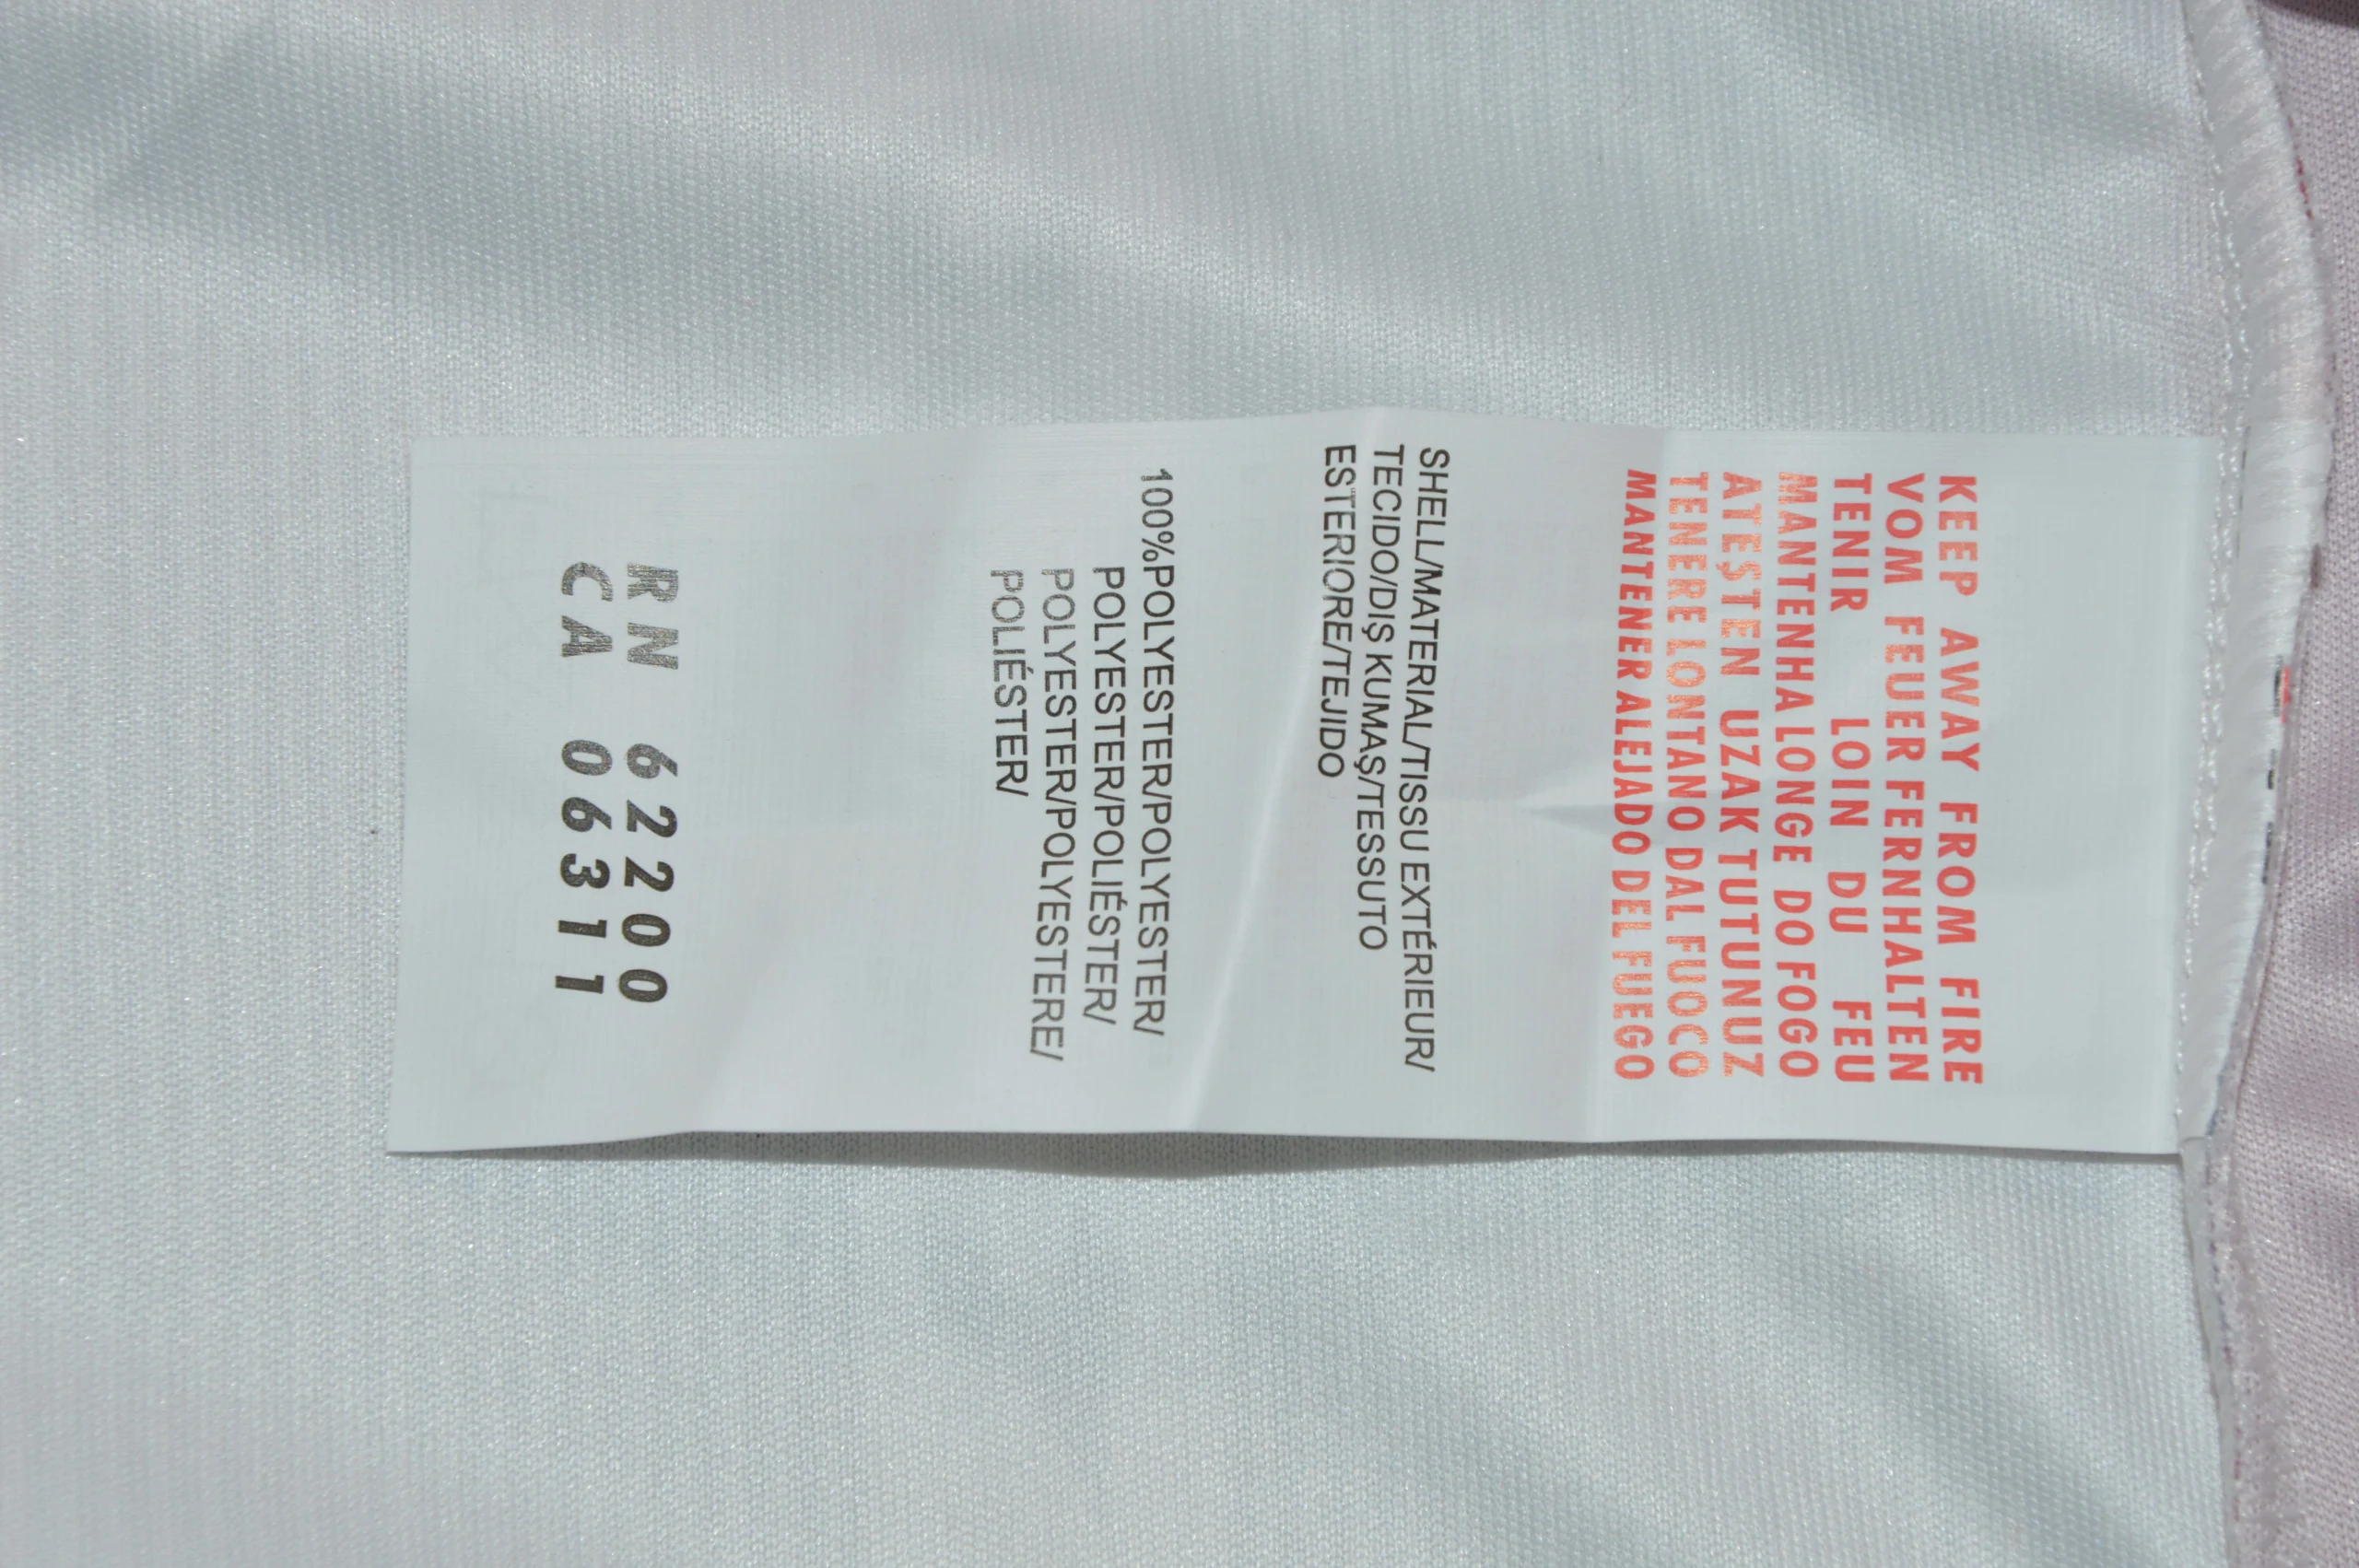 KEEP AWAY FROM FIRE
VOM FEUER FERNHALTEN
TENIR LOIN DU FEU
MANTENHA LONGE DO FOGO
ATEŞTEN UZAK TUTUNUZ
TENERE LONTANO DAL FUOCO
MANTENER ALEJADO DEL FUEGO
SHELL/MATERIAL/TISSU EXTÉRIEUR/
TECIDO/DIŞ KUMAŞ/TESSUTO
ESTERIORE/TEJIDO
100%POLYESTER/POLYESTER/
POLYESTER/POLIÉSTER/
POLYESTER/POLYESTERE/
POLIÉSTER/
RN 62200
CA 06311